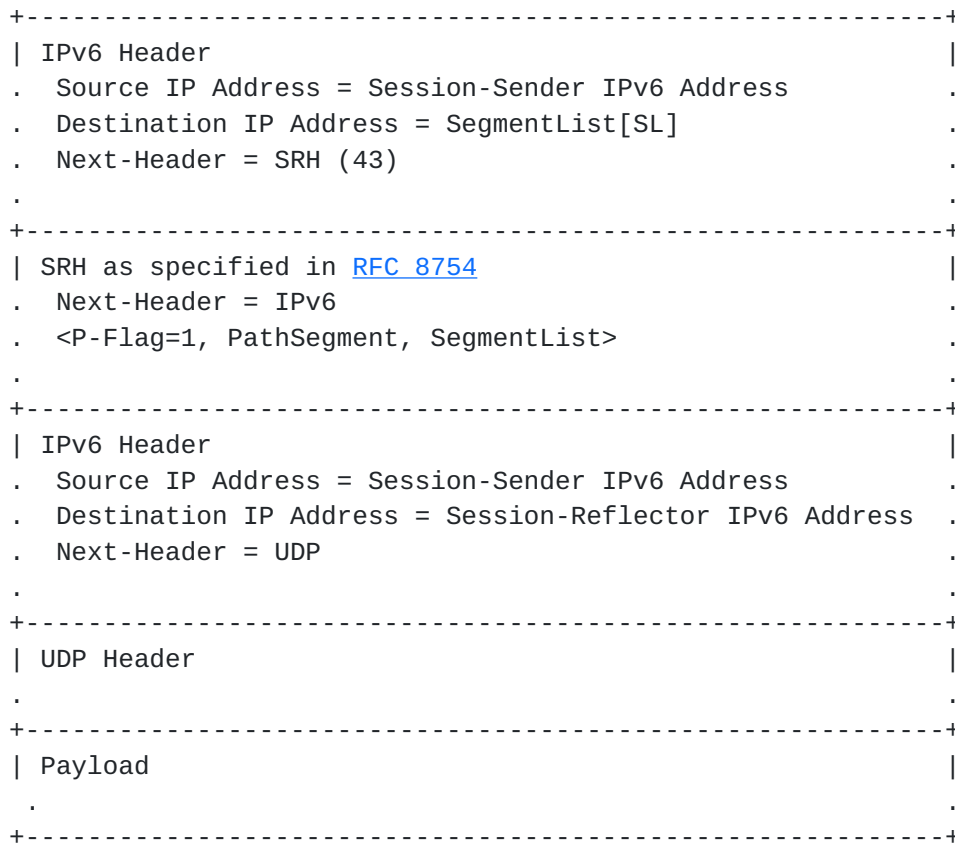 +---------------------------------------------------------------+
| IPv6 Header                                                   |
.  Source IP Address = Session-Sender IPv6 Address              .
.  Destination IP Address = SegmentList[SL]                     .
.  Next-Header = SRH (43)                                       .
.                                                               .
+---------------------------------------------------------------+
| SRH as specified in RFC 8754                                  |
.  Next-Header = IPv6                                           .
.  <P-Flag=1, PathSegment, SegmentList>                         .
.                                                               .
+---------------------------------------------------------------+
| IPv6 Header                                                   |
.  Source IP Address = Session-Sender IPv6 Address              .
.  Destination IP Address = Session-Reflector IPv6 Address      .
.  Next-Header = UDP                                            .
.                                                               .
+---------------------------------------------------------------+
| UDP Header                                                    |
.                                                               .
+---------------------------------------------------------------+
| Payload                                                       |
 .                                                              .
+---------------------------------------------------------------+